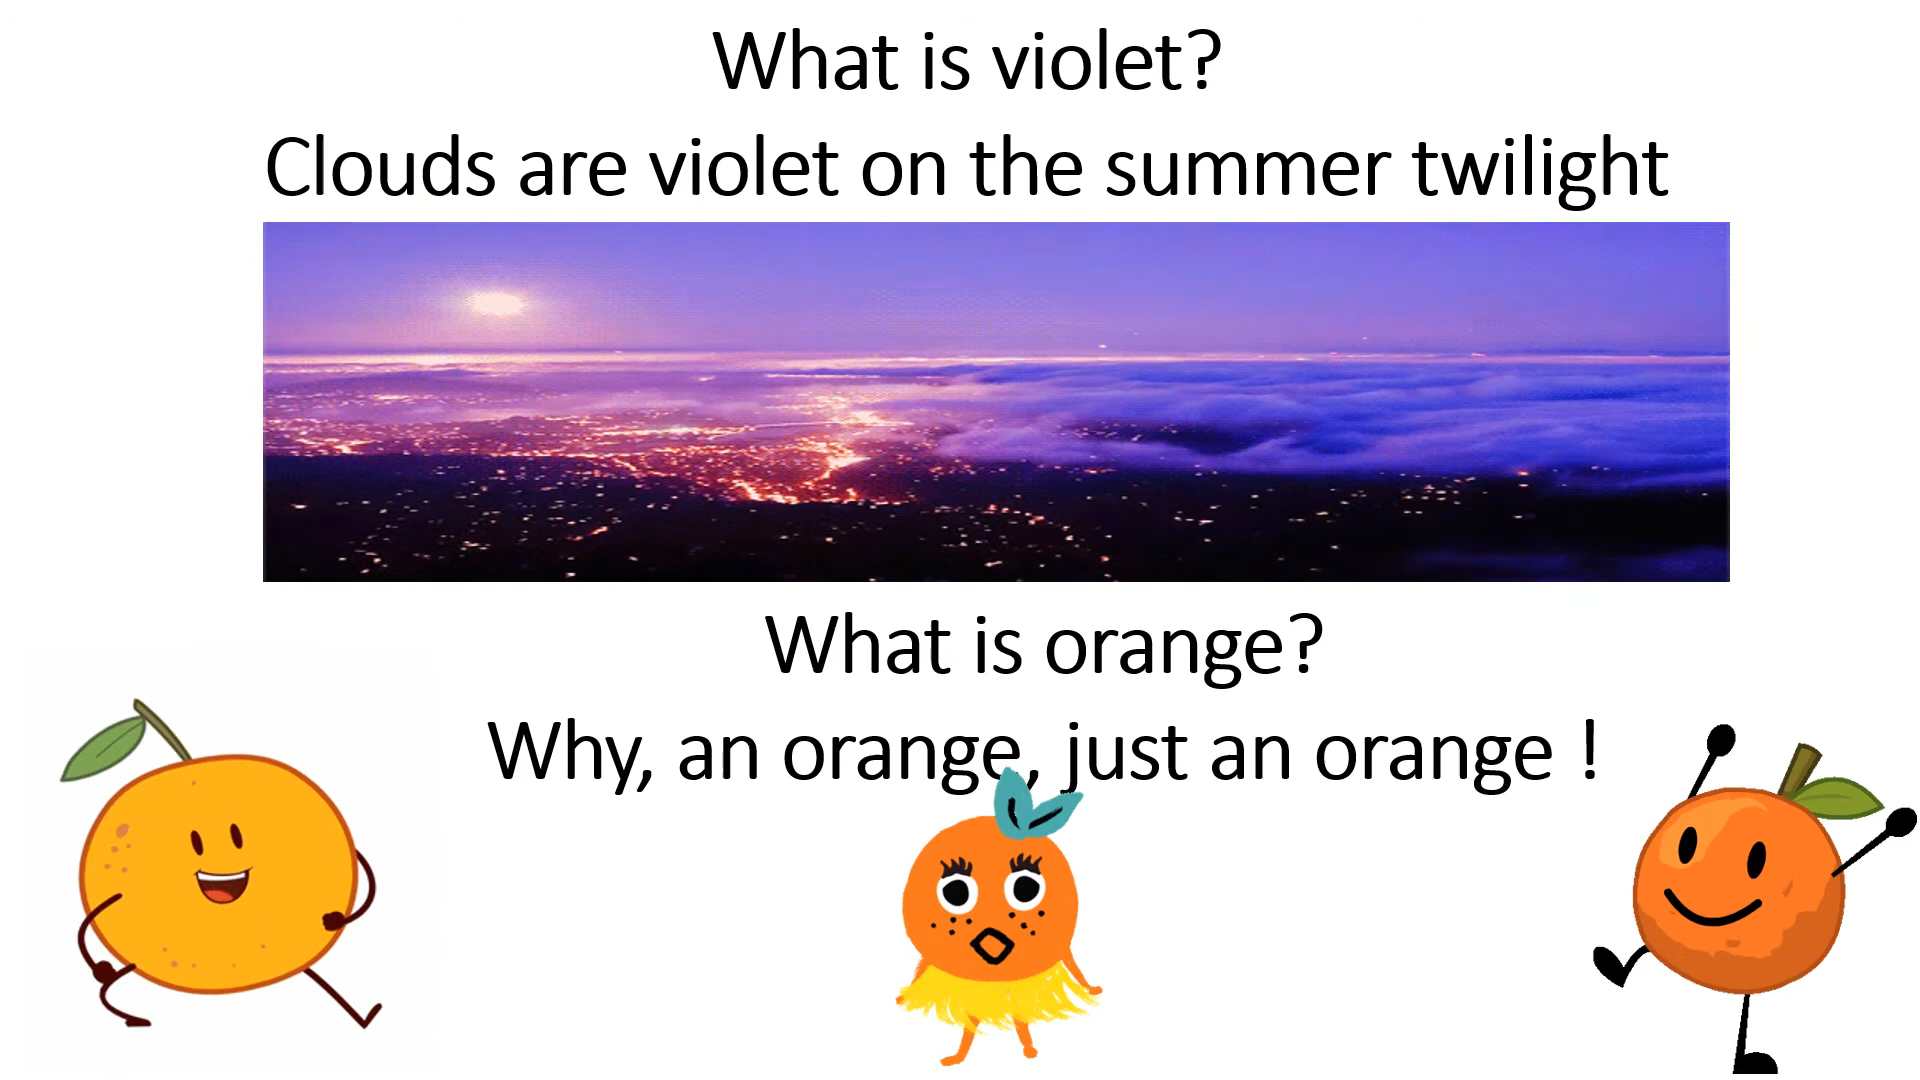 What is violet?
Clouds are violet on the summer twilight
What is orange?
Why, an orange, just an orange !